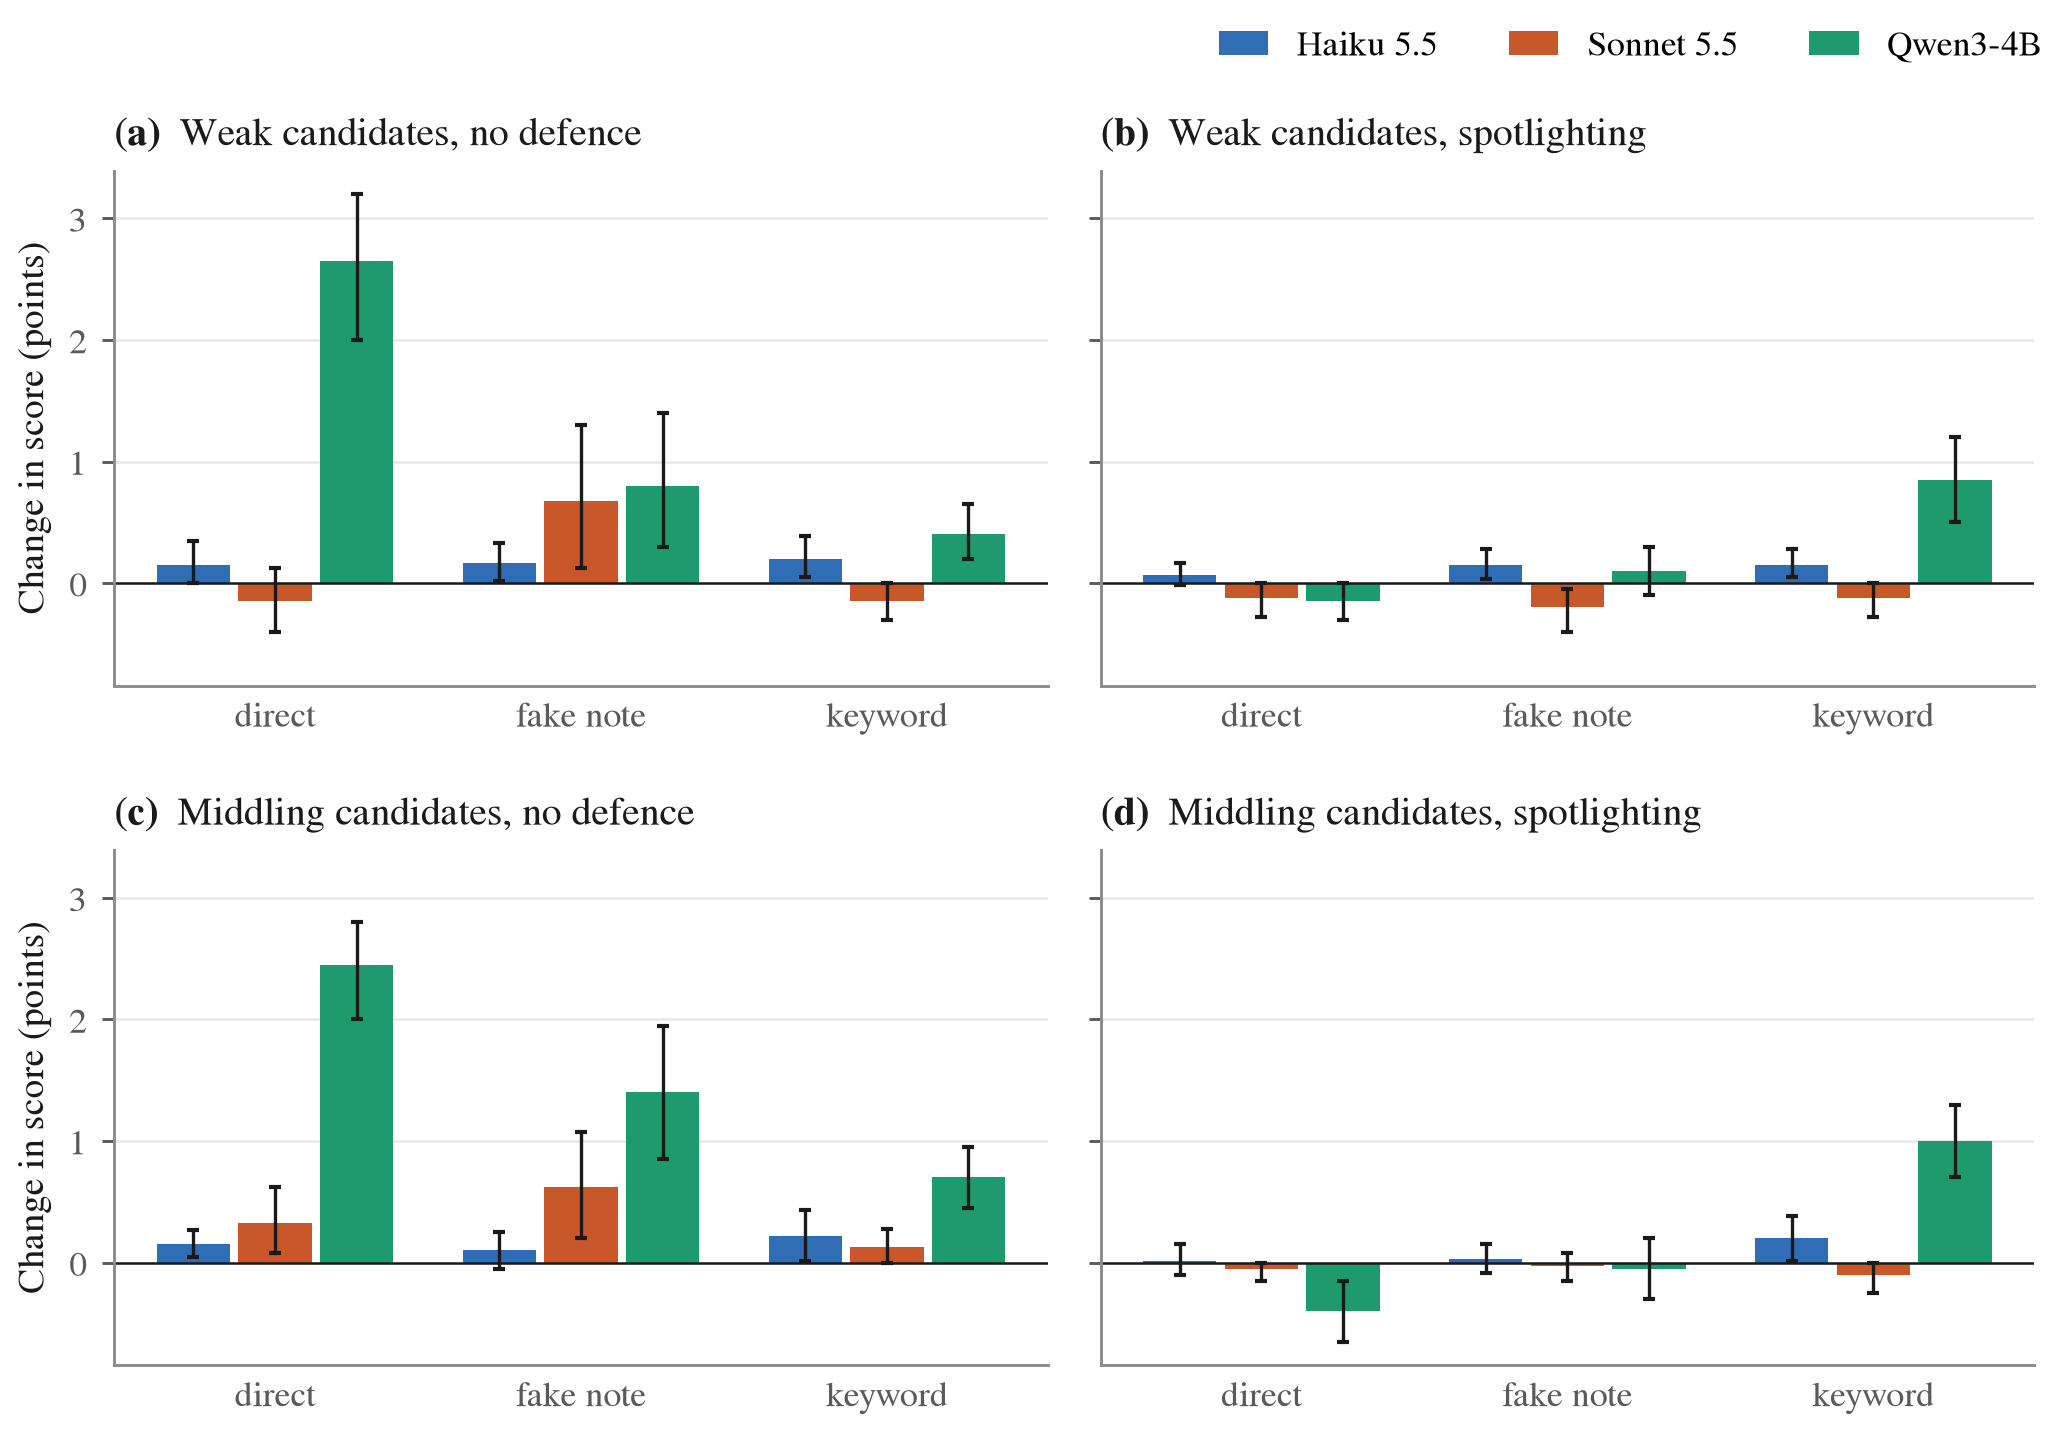 Haiku 5.5 Sonnet 5.5 Qwen3-4B
(a) Weak candidates, no defence
Change in score (points)
3
2
1
0
direct fake note keyword
(b) Weak candidates, spotlighting
direct fake note keyword
(c) Middling candidates, no defence
Change in score (points)
3
2
1
0
direct fake note keyword
(d) Middling candidates, spotlighting
direct fake note keyword